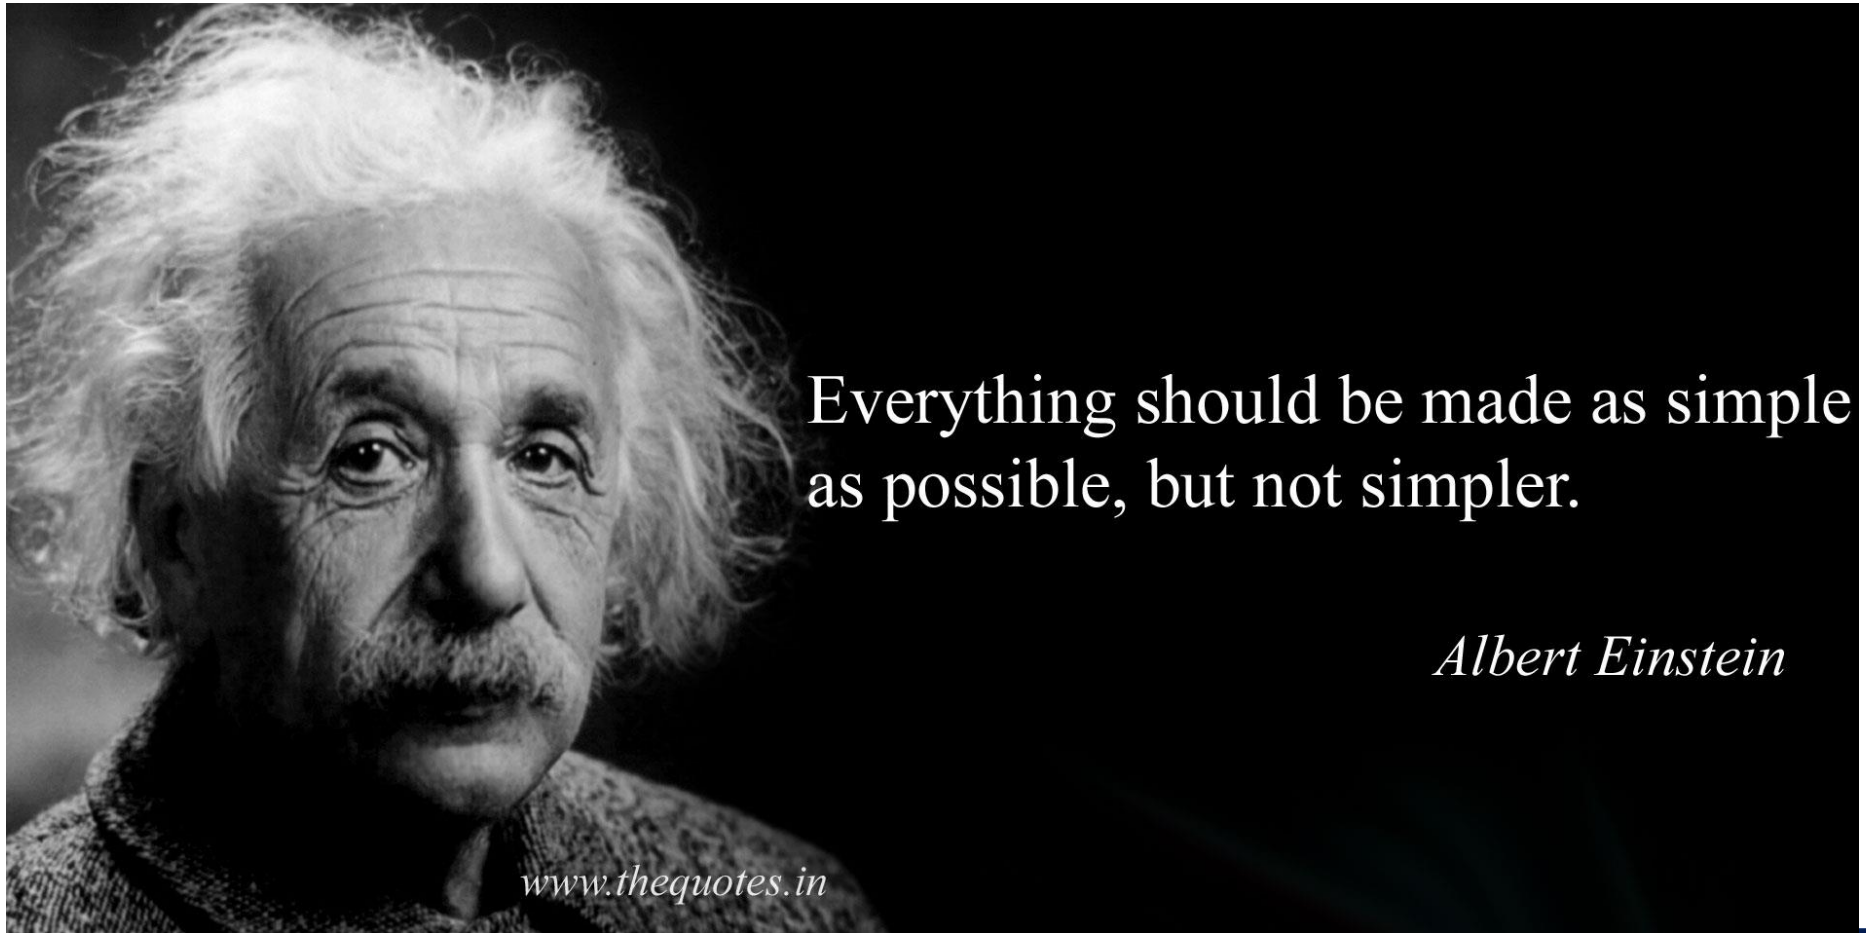 Everything should be made as simple
as possible, but not simpler.
Albert Einstein
www.thequotes.in